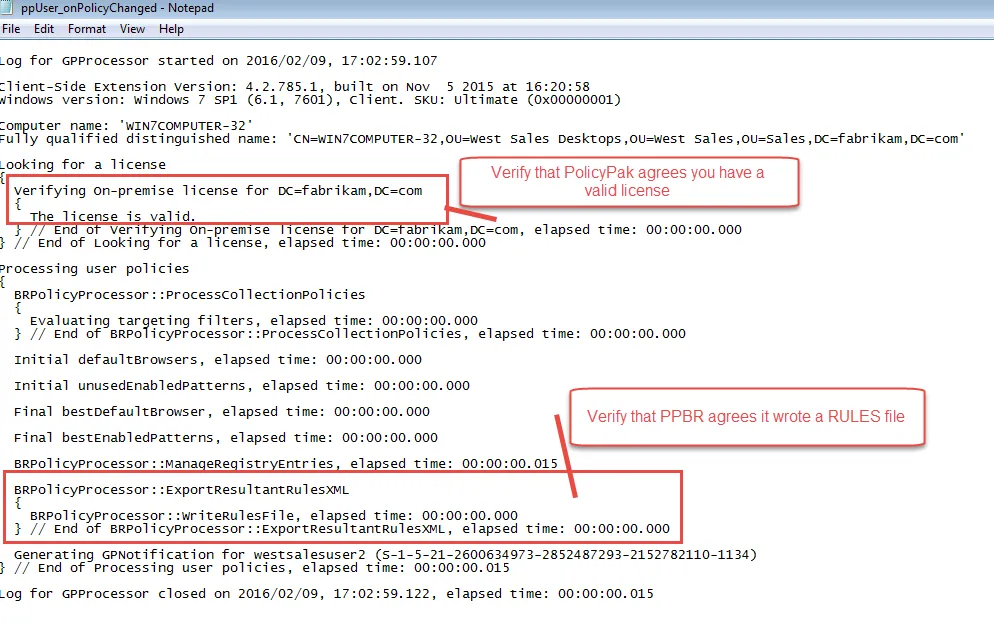 ppUser_onPolicyChanged - Notepad
File Edit Format View Help
Log for GPProcessor started on 2016/02/09, 17:02:59.107
Client-Side Extension Version: 4.2.785.1, built on Nov  5 2015 at 16:20:58
Windows version: Windows 7 SP1 (6.1, 7601), Client. SKU: Ultimate (0x00000001)
Computer name: 'WIN7COMPUTER-32'
Fully qualified distinguished name: 'CN=WIN7COMPUTER-32,OU=West Sales Desktops,OU=West Sales,OU=Sales,DC=fabrikam,DC=com'
Looking for a license
{
Verify that PolicyPak agrees you have a
valid license
Verifying On-premise license for DC=fabrikam,DC=com
{
The license is valid.
} // End of Verifying On-premise license for DC=fabrikam,DC=com, elapsed time: 00:00:00.000
} // End of Looking for a license, elapsed time: 00:00:00.000
Processing user policies
{
BRPolicyProcessor::ProcessCollectionPolicies
{
Evaluating targeting filters, elapsed time: 00:00:00.000
} // End of BRPolicyProcessor::ProcessCollectionPolicies, elapsed time: 00:00:00.000
Initial defaultBrowsers, elapsed time: 00:00:00.000
Initial unusedEnabledPatterns, elapsed time: 00:00:00.000
Final bestDefaultBrowser, elapsed time: 00:00:00.000
Verify that PPBR agrees it wrote a RULES file
Final bestEnabledPatterns, elapsed time: 00:00:00.000
BRPolicyProcessor::ManageRegistryEntries, elapsed time: 00:00:00.015
BRPolicyProcessor::ExportResultantRulesXML
{
BRPolicyProcessor::WriteRulesFile, elapsed time: 00:00:00.000
} // End of BRPolicyProcessor::ExportResultantRulesXML, elapsed time: 00:00:00.000
Generating GPNotification for westsalesuser2 (S-1-5-21-2600634973-2852487293-2152782110-1134)
} // End of Processing user policies, elapsed time: 00:00:00.015
Log for GPProcessor closed on 2016/02/09, 17:02:59.122, elapsed time: 00:00:00.015